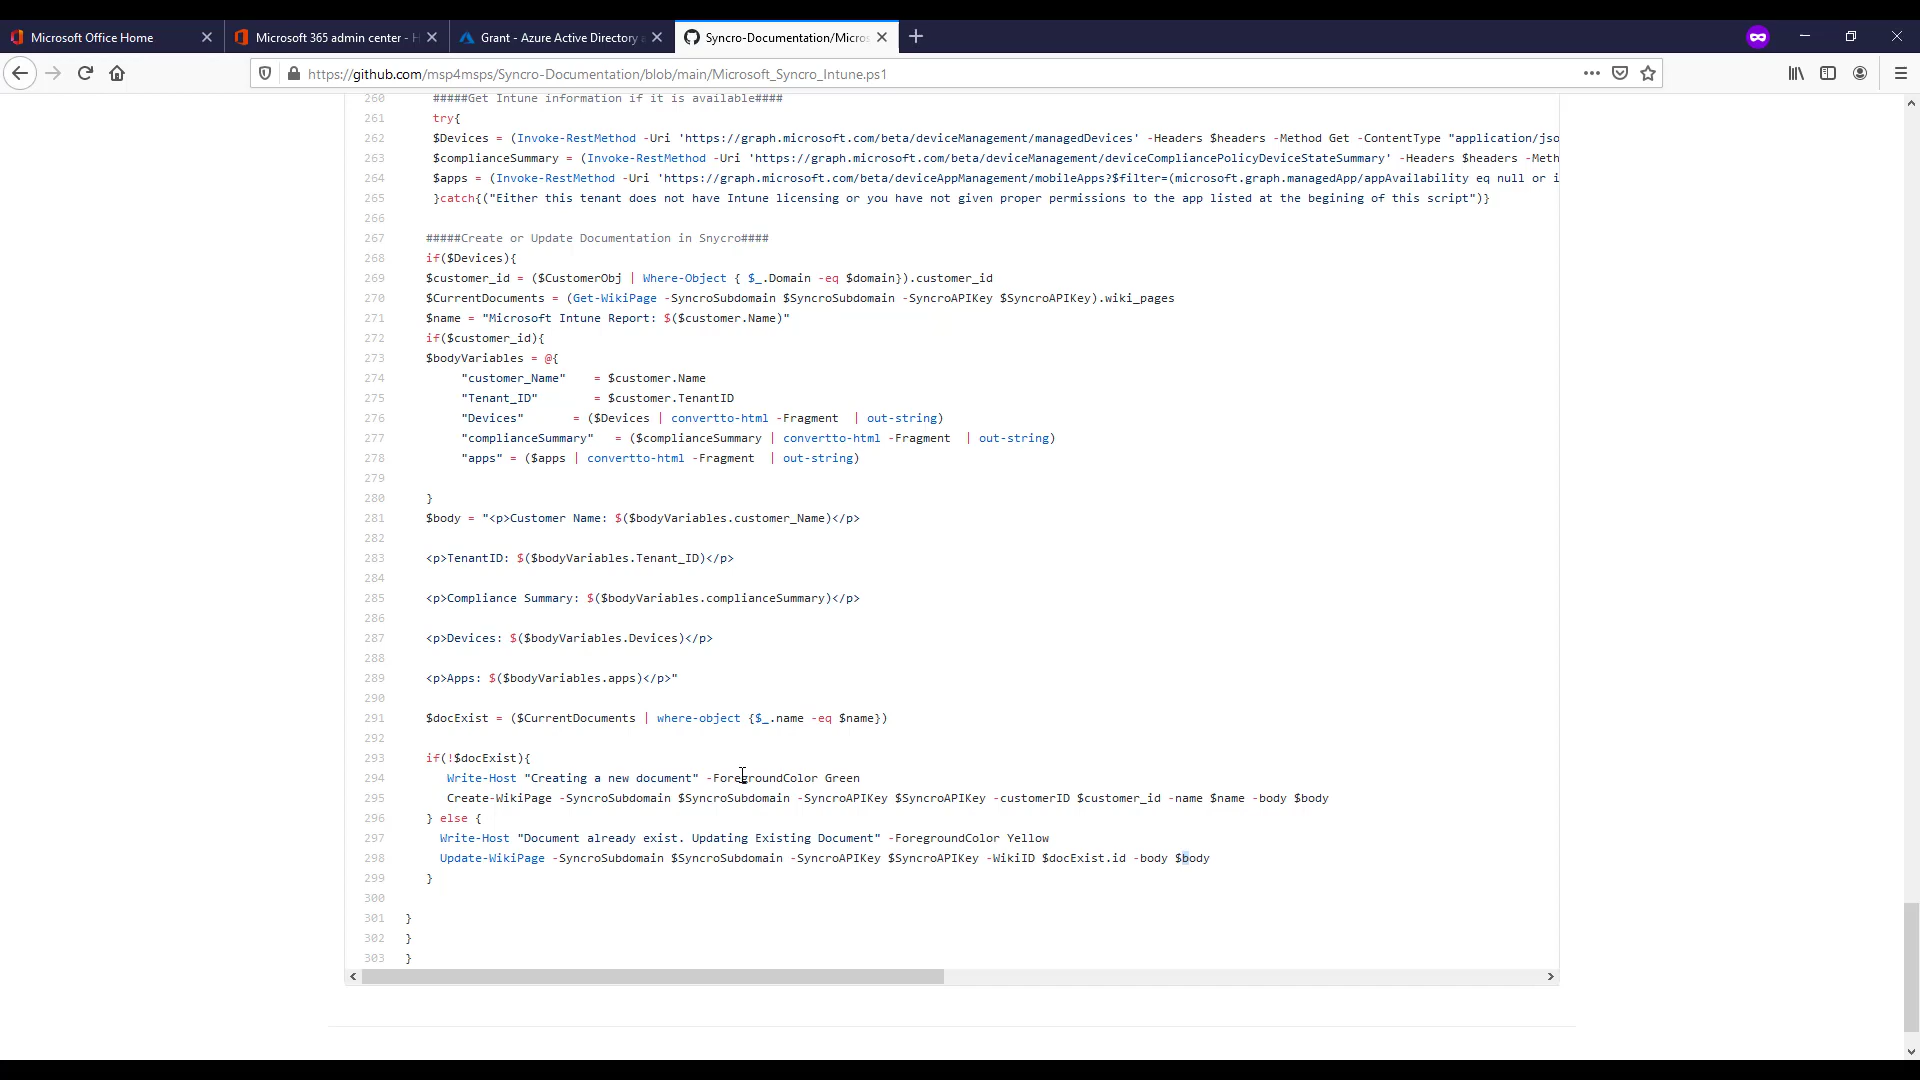 Microsoft Office Home
Microsoft 365 admin center - H
Grant - Azure Active Directory a
Syncro-Documentation/Micros
https://github.com/msp4msps/Syncro-Documentation/blob/main/Microsoft_Syncro_Intune.ps1
260 #####Get Intune information if it is available####
261 try{
262 $Devices = (Invoke-RestMethod -Uri 'https://graph.microsoft.com/beta/deviceManagement/managedDevices' -Headers $headers -Method Get -ContentType "application/jso
263 $complianceSummary = (Invoke-RestMethod -Uri 'https://graph.microsoft.com/beta/deviceManagement/deviceCompliancePolicyDeviceStateSummary' -Headers $headers -Meth
264 $apps = (Invoke-RestMethod -Uri 'https://graph.microsoft.com/beta/deviceAppManagement/mobileApps?$filter=(microsoft.graph.managedApp/appAvailability eq null or i
265 }catch{("Either this tenant does not have Intune licensing or you have not given proper permissions to the app listed at the begining of this script")}
266
267 #####Create or Update Documentation in Snycro####
268 if($Devices){
269 $customer_id = ($CustomerObj | Where-Object { $_.Domain -eq $domain}).customer_id
270 $CurrentDocuments = (Get-WikiPage -SyncroSubdomain $SyncroSubdomain -SyncroAPIKey $SyncroAPIKey).wiki_pages
271 $name = "Microsoft Intune Report: $($customer.Name)"
272 if($customer_id){
273 $bodyVariables = @{
274 "customer_Name" = $customer.Name
275 "Tenant_ID" = $customer.TenantID
276 "Devices" = ($Devices | convertto-html -Fragment | out-string)
277 "complianceSummary" = ($complianceSummary | convertto-html -Fragment | out-string)
278 "apps" = ($apps | convertto-html -Fragment | out-string)
279
280 }
281 $body = "<p>Customer Name: $($bodyVariables.customer_Name)</p>
282
283 <p>TenantID: $($bodyVariables.Tenant_ID)</p>
284
285 <p>Compliance Summary: $($bodyVariables.complianceSummary)</p>
286
287 <p>Devices: $($bodyVariables.Devices)</p>
288
289 <p>Apps: $($bodyVariables.apps)</p>"
290
291 $docExist = ($CurrentDocuments | where-object {$_.name -eq $name})
292
293 if(!$docExist){
294 Write-Host "Creating a new document" -ForegroundColor Green
295 Create-WikiPage -SyncroSubdomain $SyncroSubdomain -SyncroAPIKey $SyncroAPIKey -customerID $customer_id -name $name -body $body
296 } else {
297 Write-Host "Document already exist. Updating Existing Document" -ForegroundColor Yellow
298 Update-WikiPage -SyncroSubdomain $SyncroSubdomain -SyncroAPIKey $SyncroAPIKey -WikiID $docExist.id -body $body
299 }
300
301 }
302 }
303 }